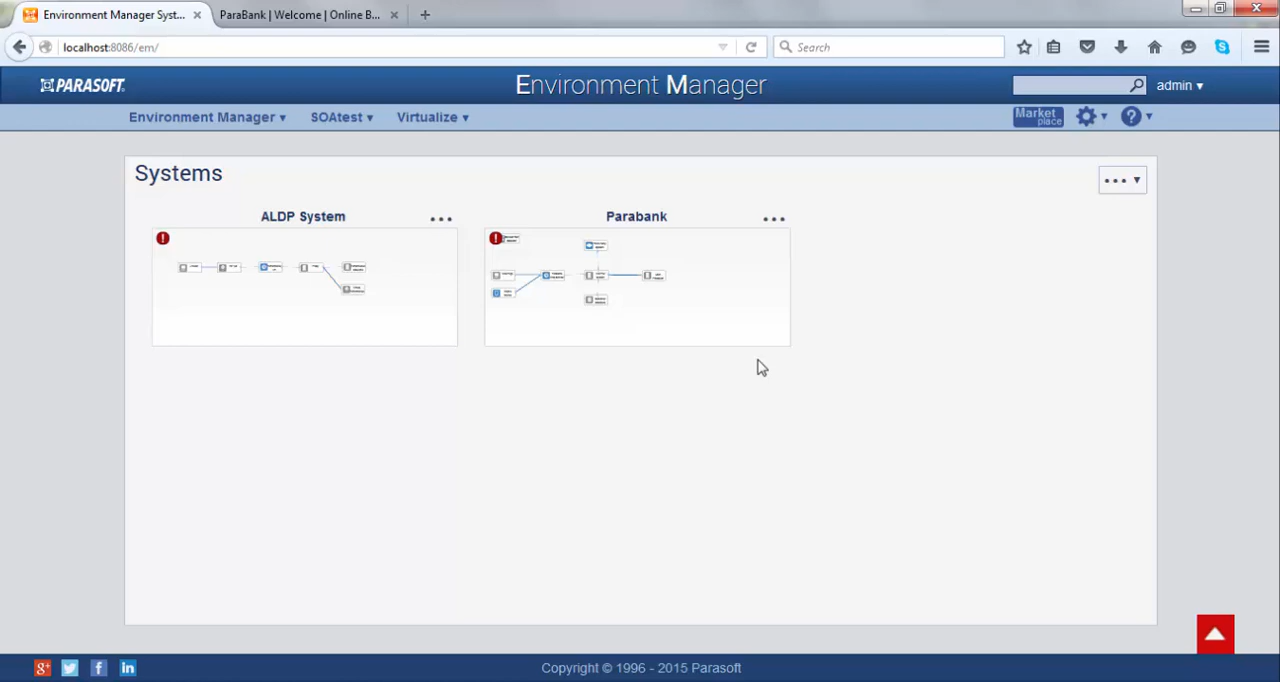 Environment Manager Syst...
ParaBank | Welcome | Online B...
localhost:8086/em/
Search
PARASOFT
Environment Manager
admin
Environment Manager
SOAtest
Virtualize
Market
place
Systems
ALDP System
Parabank
Copyright © 1996 - 2015 Parasoft